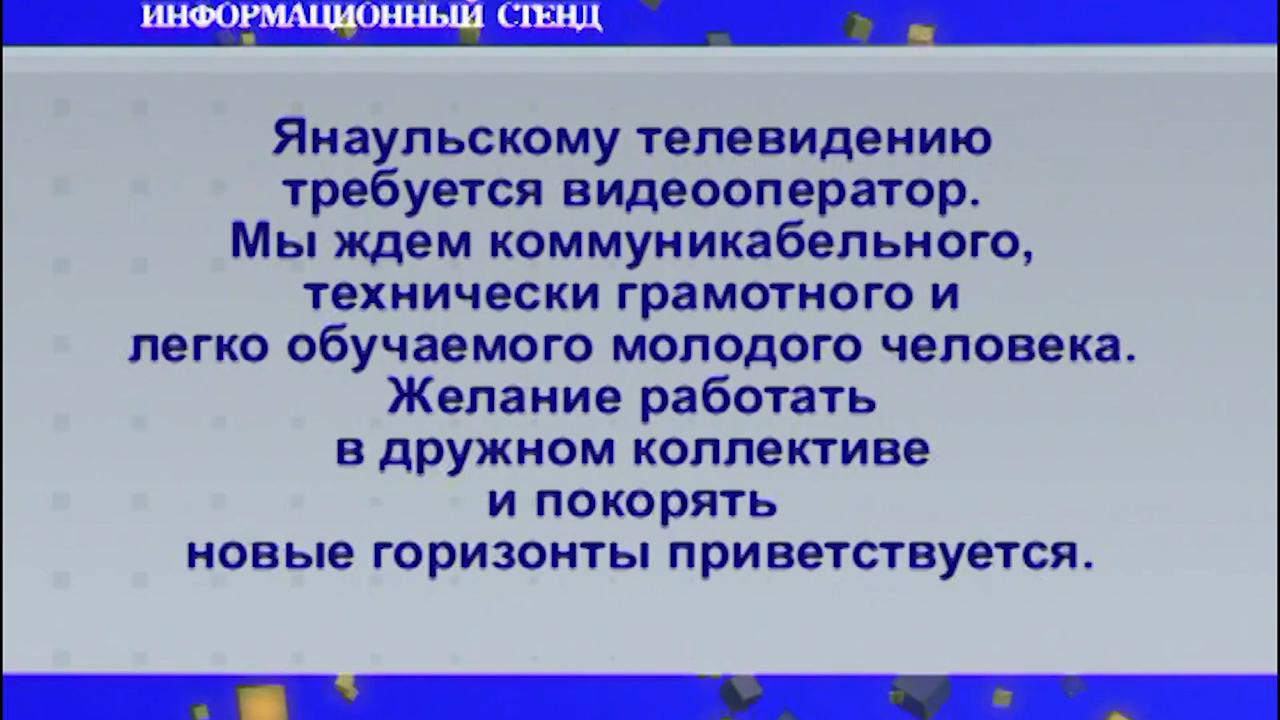 ИНФОРМАЦИОННЫЙ СТЕНД
Янаульскому телевидению
требуется видеооператор.
Мы ждем коммуникабельного,
технически грамотного и
легко обучаемого молодого человека.
Желание работать
в дружном коллективе
и покорять
новые горизонты приветствуется.